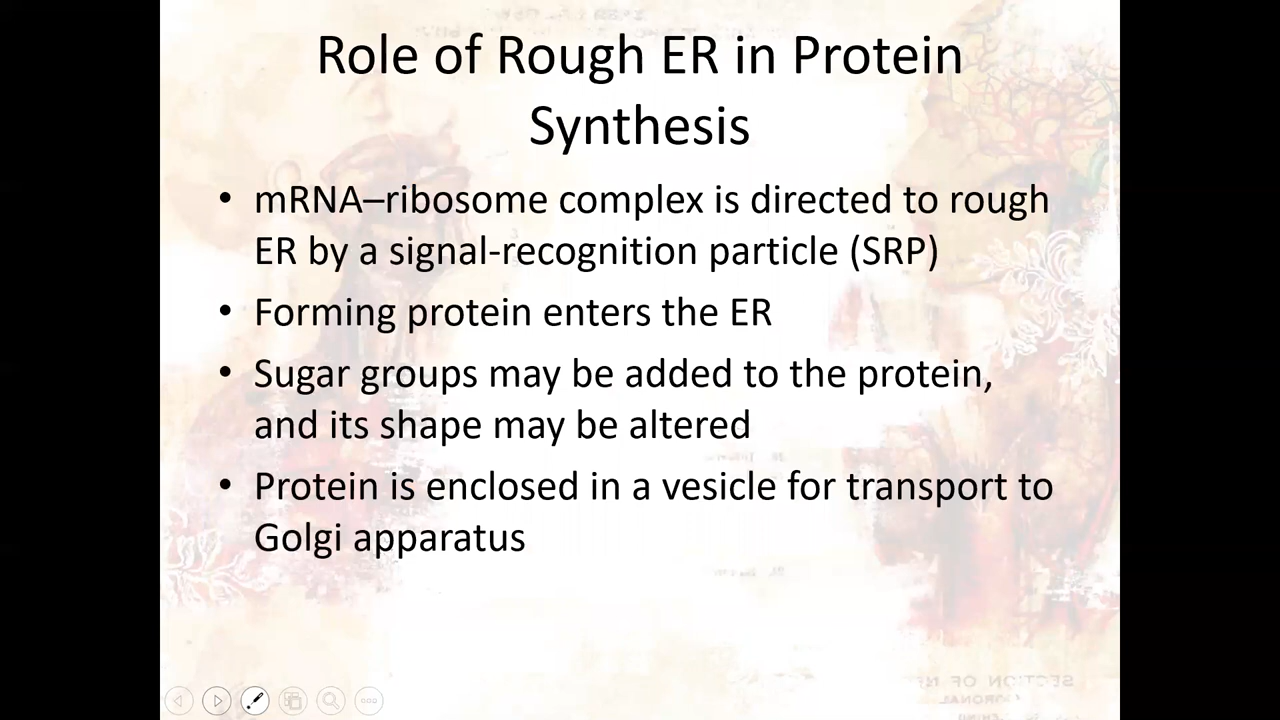 Role of Rough ER in Protein
Synthesis
• mRNA–ribosome complex is directed to rough
ER by a signal-recognition particle (SRP)
• Forming protein enters the ER
• Sugar groups may be added to the protein,
and its shape may be altered
• Protein is enclosed in a vesicle for transport to
Golgi apparatus